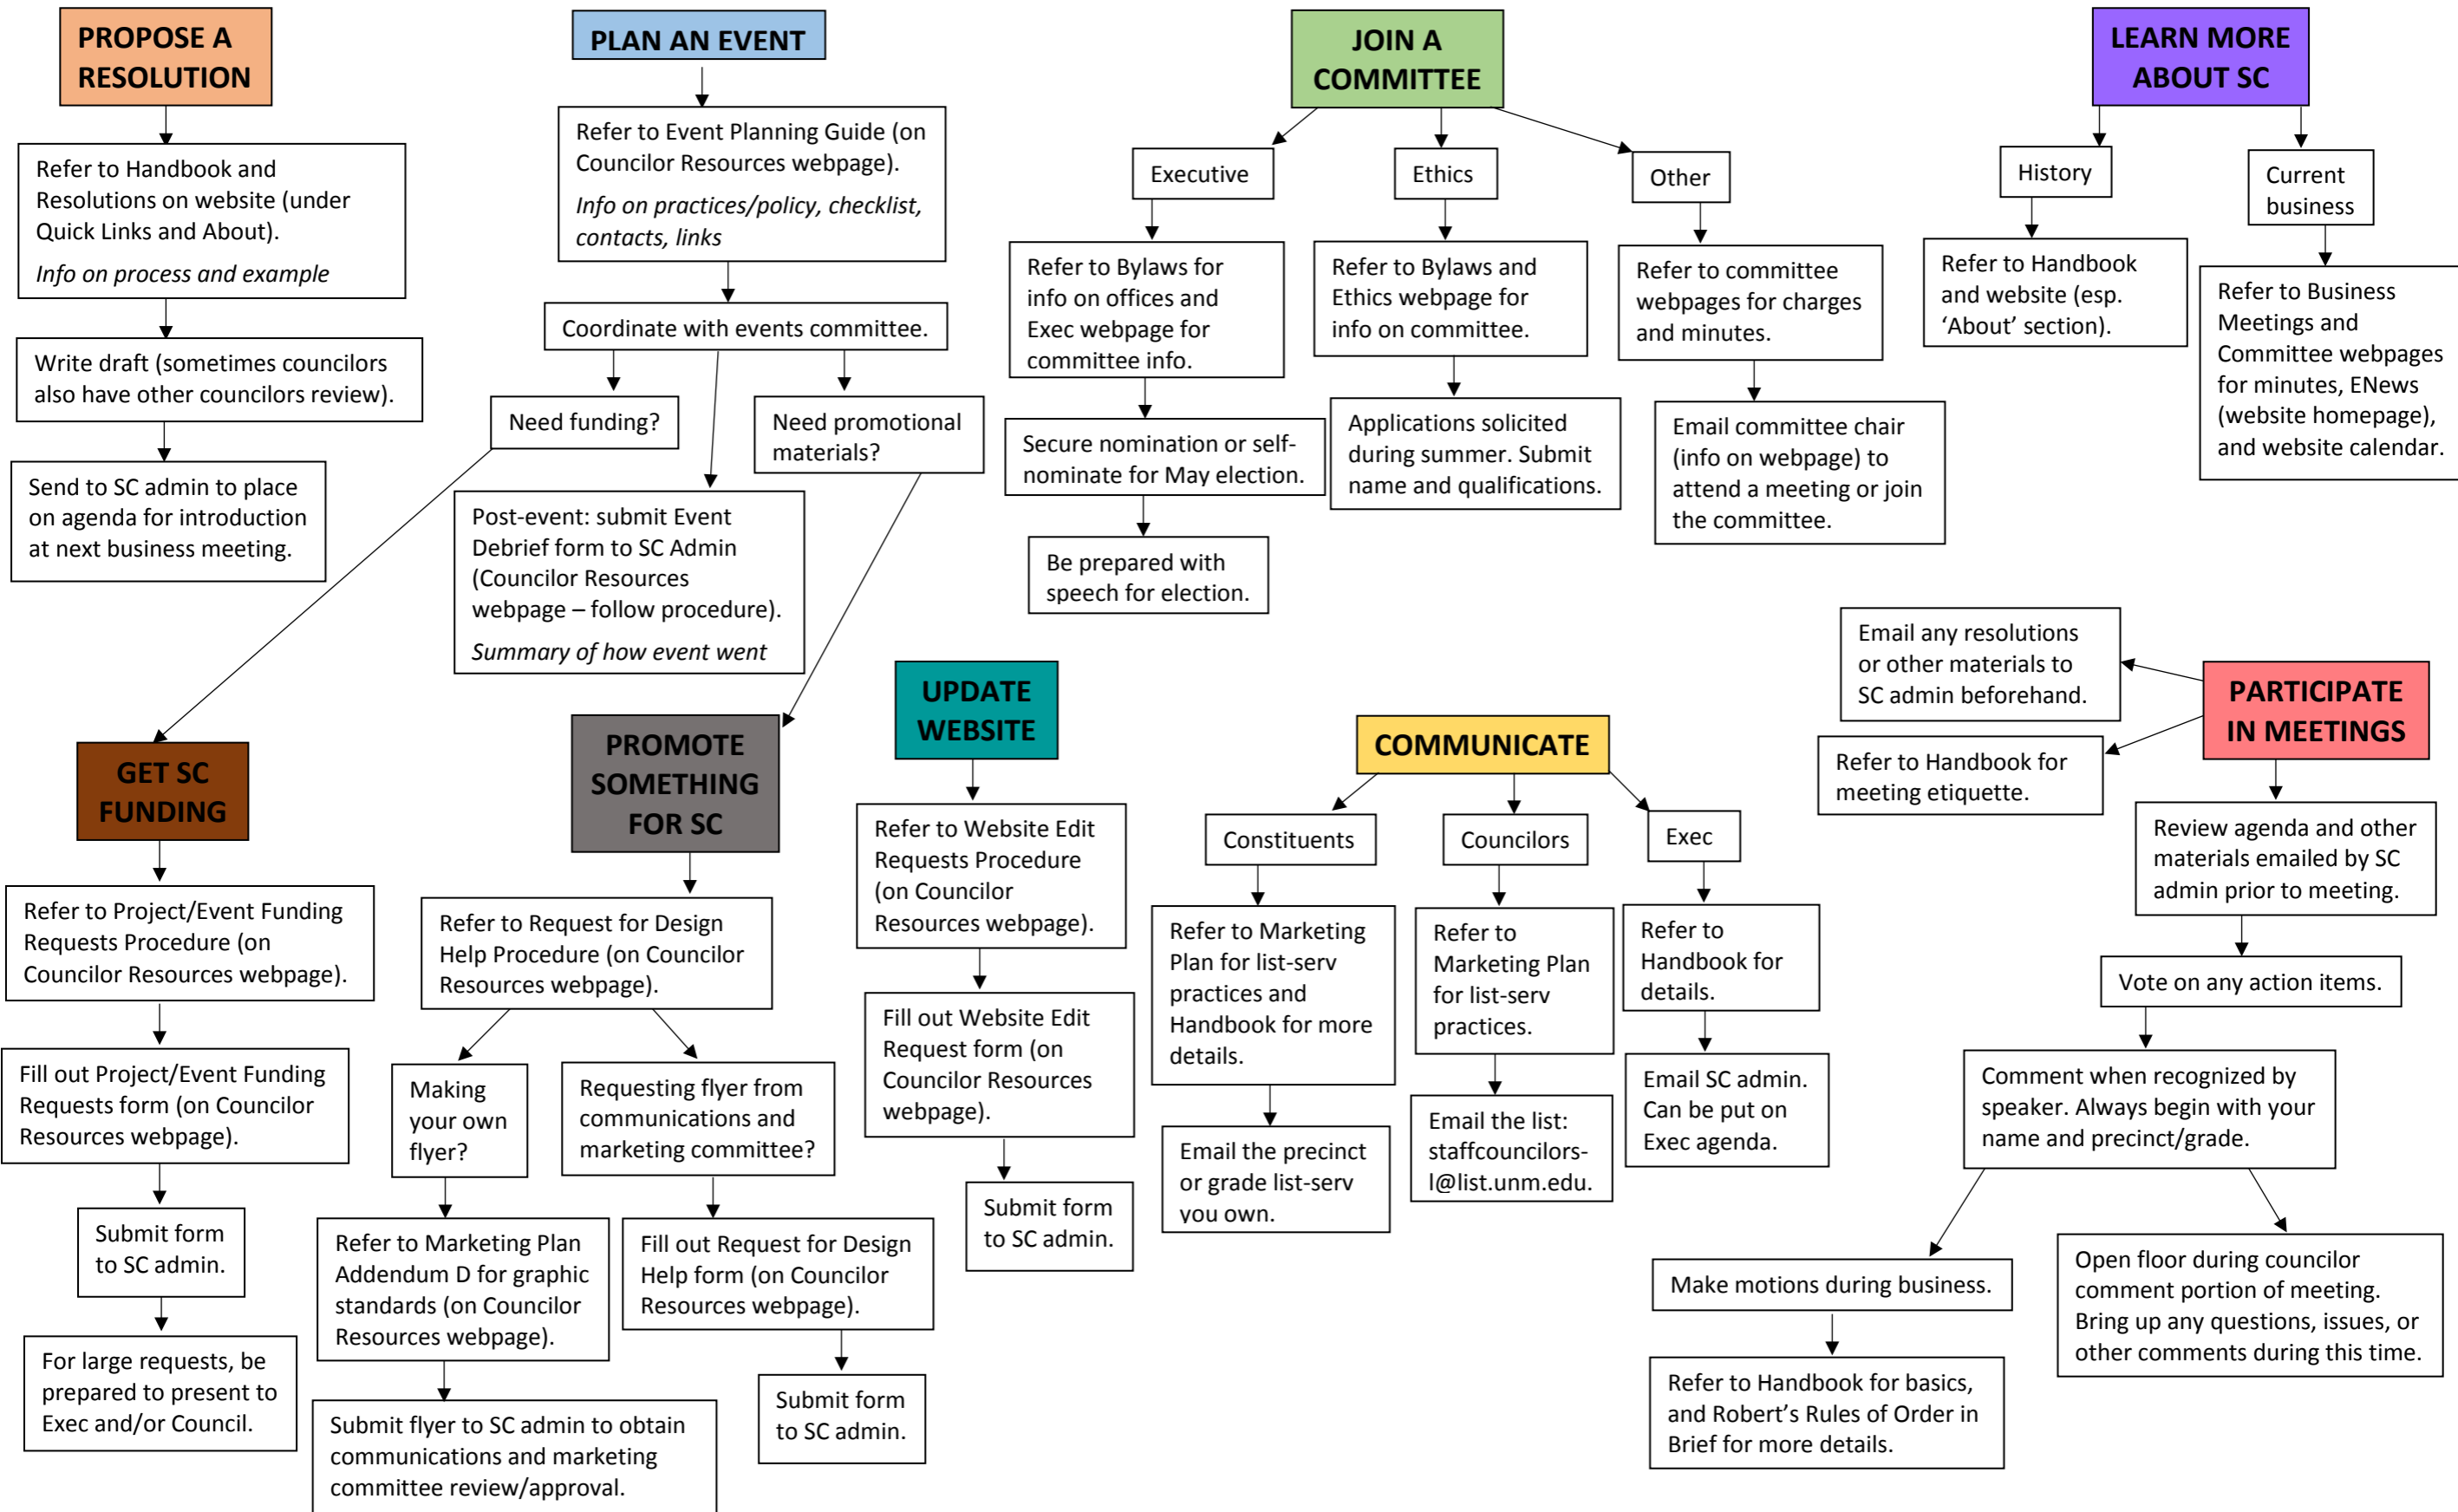 PROPOSE A
RESOLUTION
Refer to Handbook and
Resolutions on website (under
Quick Links and About).
Info on process and example
Write draft (sometimes councilors
also have other councilors review).
Send to SC admin to place
on agenda for introduction
at next business meeting.
PLAN AN EVENT
Refer to Event Planning Guide (on
Councilor Resources webpage).
Info on practices/policy, checklist,
contacts, links
Coordinate with events committee.
Need funding?
Need promotional
materials?
Post-event: submit Event
Debrief form to SC Admin
(Councilor Resources
webpage – follow procedure).
Summary of how event went
JOIN A
COMMITTEE
Executive
Refer to Bylaws for
info on offices and
Exec webpage for
committee info.
Secure nomination or self-
nominate for May election.
Be prepared with
speech for election.
Ethics
Refer to Bylaws and
Ethics webpage for
info on committee.
Applications solicited
during summer. Submit
name and qualifications.
Other
Refer to committee
webpages for charges
and minutes.
Email committee chair
(info on webpage) to
attend a meeting or join
the committee.
LEARN MORE
ABOUT SC
History
Refer to Handbook
and website (esp.
‘About’ section).
Current
business
Refer to Business
Meetings and
Committee webpages
for minutes, ENews
(website homepage),
and website calendar.
GET SC
FUNDING
Refer to Project/Event Funding
Requests Procedure (on
Councilor Resources webpage).
Fill out Project/Event Funding
Requests form (on Councilor
Resources webpage).
Submit form
to SC admin.
For large requests, be
prepared to present to
Exec and/or Council.
PROMOTE
SOMETHING
FOR SC
Refer to Request for Design
Help Procedure (on Councilor
Resources webpage).
Making
your own
flyer?
Refer to Marketing Plan
Addendum D for graphic
standards (on Councilor
Resources webpage).
Submit flyer to SC admin to obtain
communications and marketing
committee review/approval.
Requesting flyer from
communications and
marketing committee?
Fill out Request for Design
Help form (on Councilor
Resources webpage).
Submit form
to SC admin.
UPDATE
WEBSITE
Refer to Website Edit
Requests Procedure
(on Councilor
Resources webpage).
Fill out Website Edit
Request form (on
Councilor Resources
webpage).
Submit form
to SC admin.
COMMUNICATE
Constituents
Refer to Marketing
Plan for list-serv
practices and
Handbook for more
details.
Email the precinct
or grade list-serv
you own.
Councilors
Refer to
Marketing Plan
for list-serv
practices.
Email the list:
staffcouncilors-
l@list.unm.edu.
Exec
Refer to
Handbook for
details.
Email SC admin.
Can be put on
Exec agenda.
PARTICIPATE
IN MEETINGS
Email any resolutions
or other materials to
SC admin beforehand.
Refer to Handbook for
meeting etiquette.
Review agenda and other
materials emailed by SC
admin prior to meeting.
Vote on any action items.
Comment when recognized by
speaker. Always begin with your
name and precinct/grade.
Make motions during business.
Refer to Handbook for basics,
and Robert’s Rules of Order in
Brief for more details.
Open floor during councilor
comment portion of meeting.
Bring up any questions, issues, or
other comments during this time.